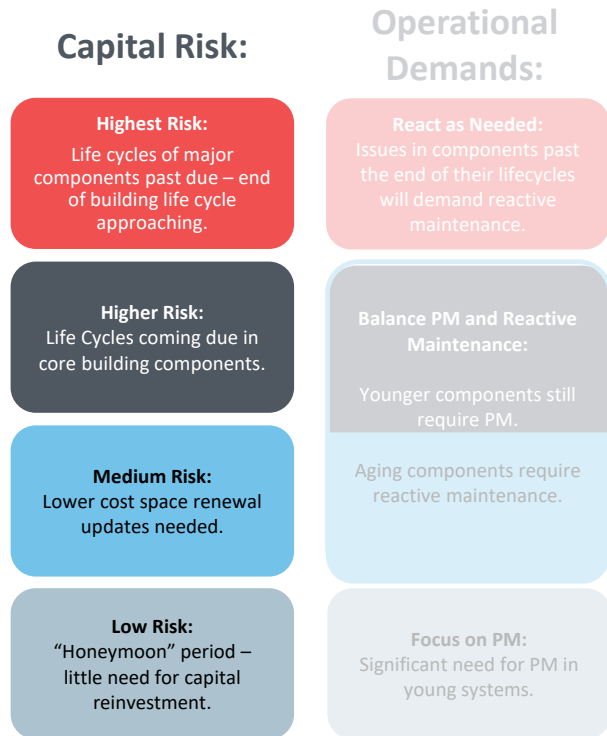 Capital Risk:
Highest Risk:
Life cycles of major
components past due – end
of building life cycle
approaching.
Higher Risk:
Life Cycles coming due in
core building components.
Medium Risk:
Lower cost space renewal
updates needed.
Low Risk:
“Honeymoon” period –
little need for capital
reinvestment.
Operational
Demands:
React as Needed:
Issues in components past
the end of their lifecycles
will demand reactive
maintenance.
Balance PM and Reactive
Maintenance:
Younger components still
require PM.
Aging components require
reactive maintenance.
Focus on PM:
Significant need for PM in
young systems.